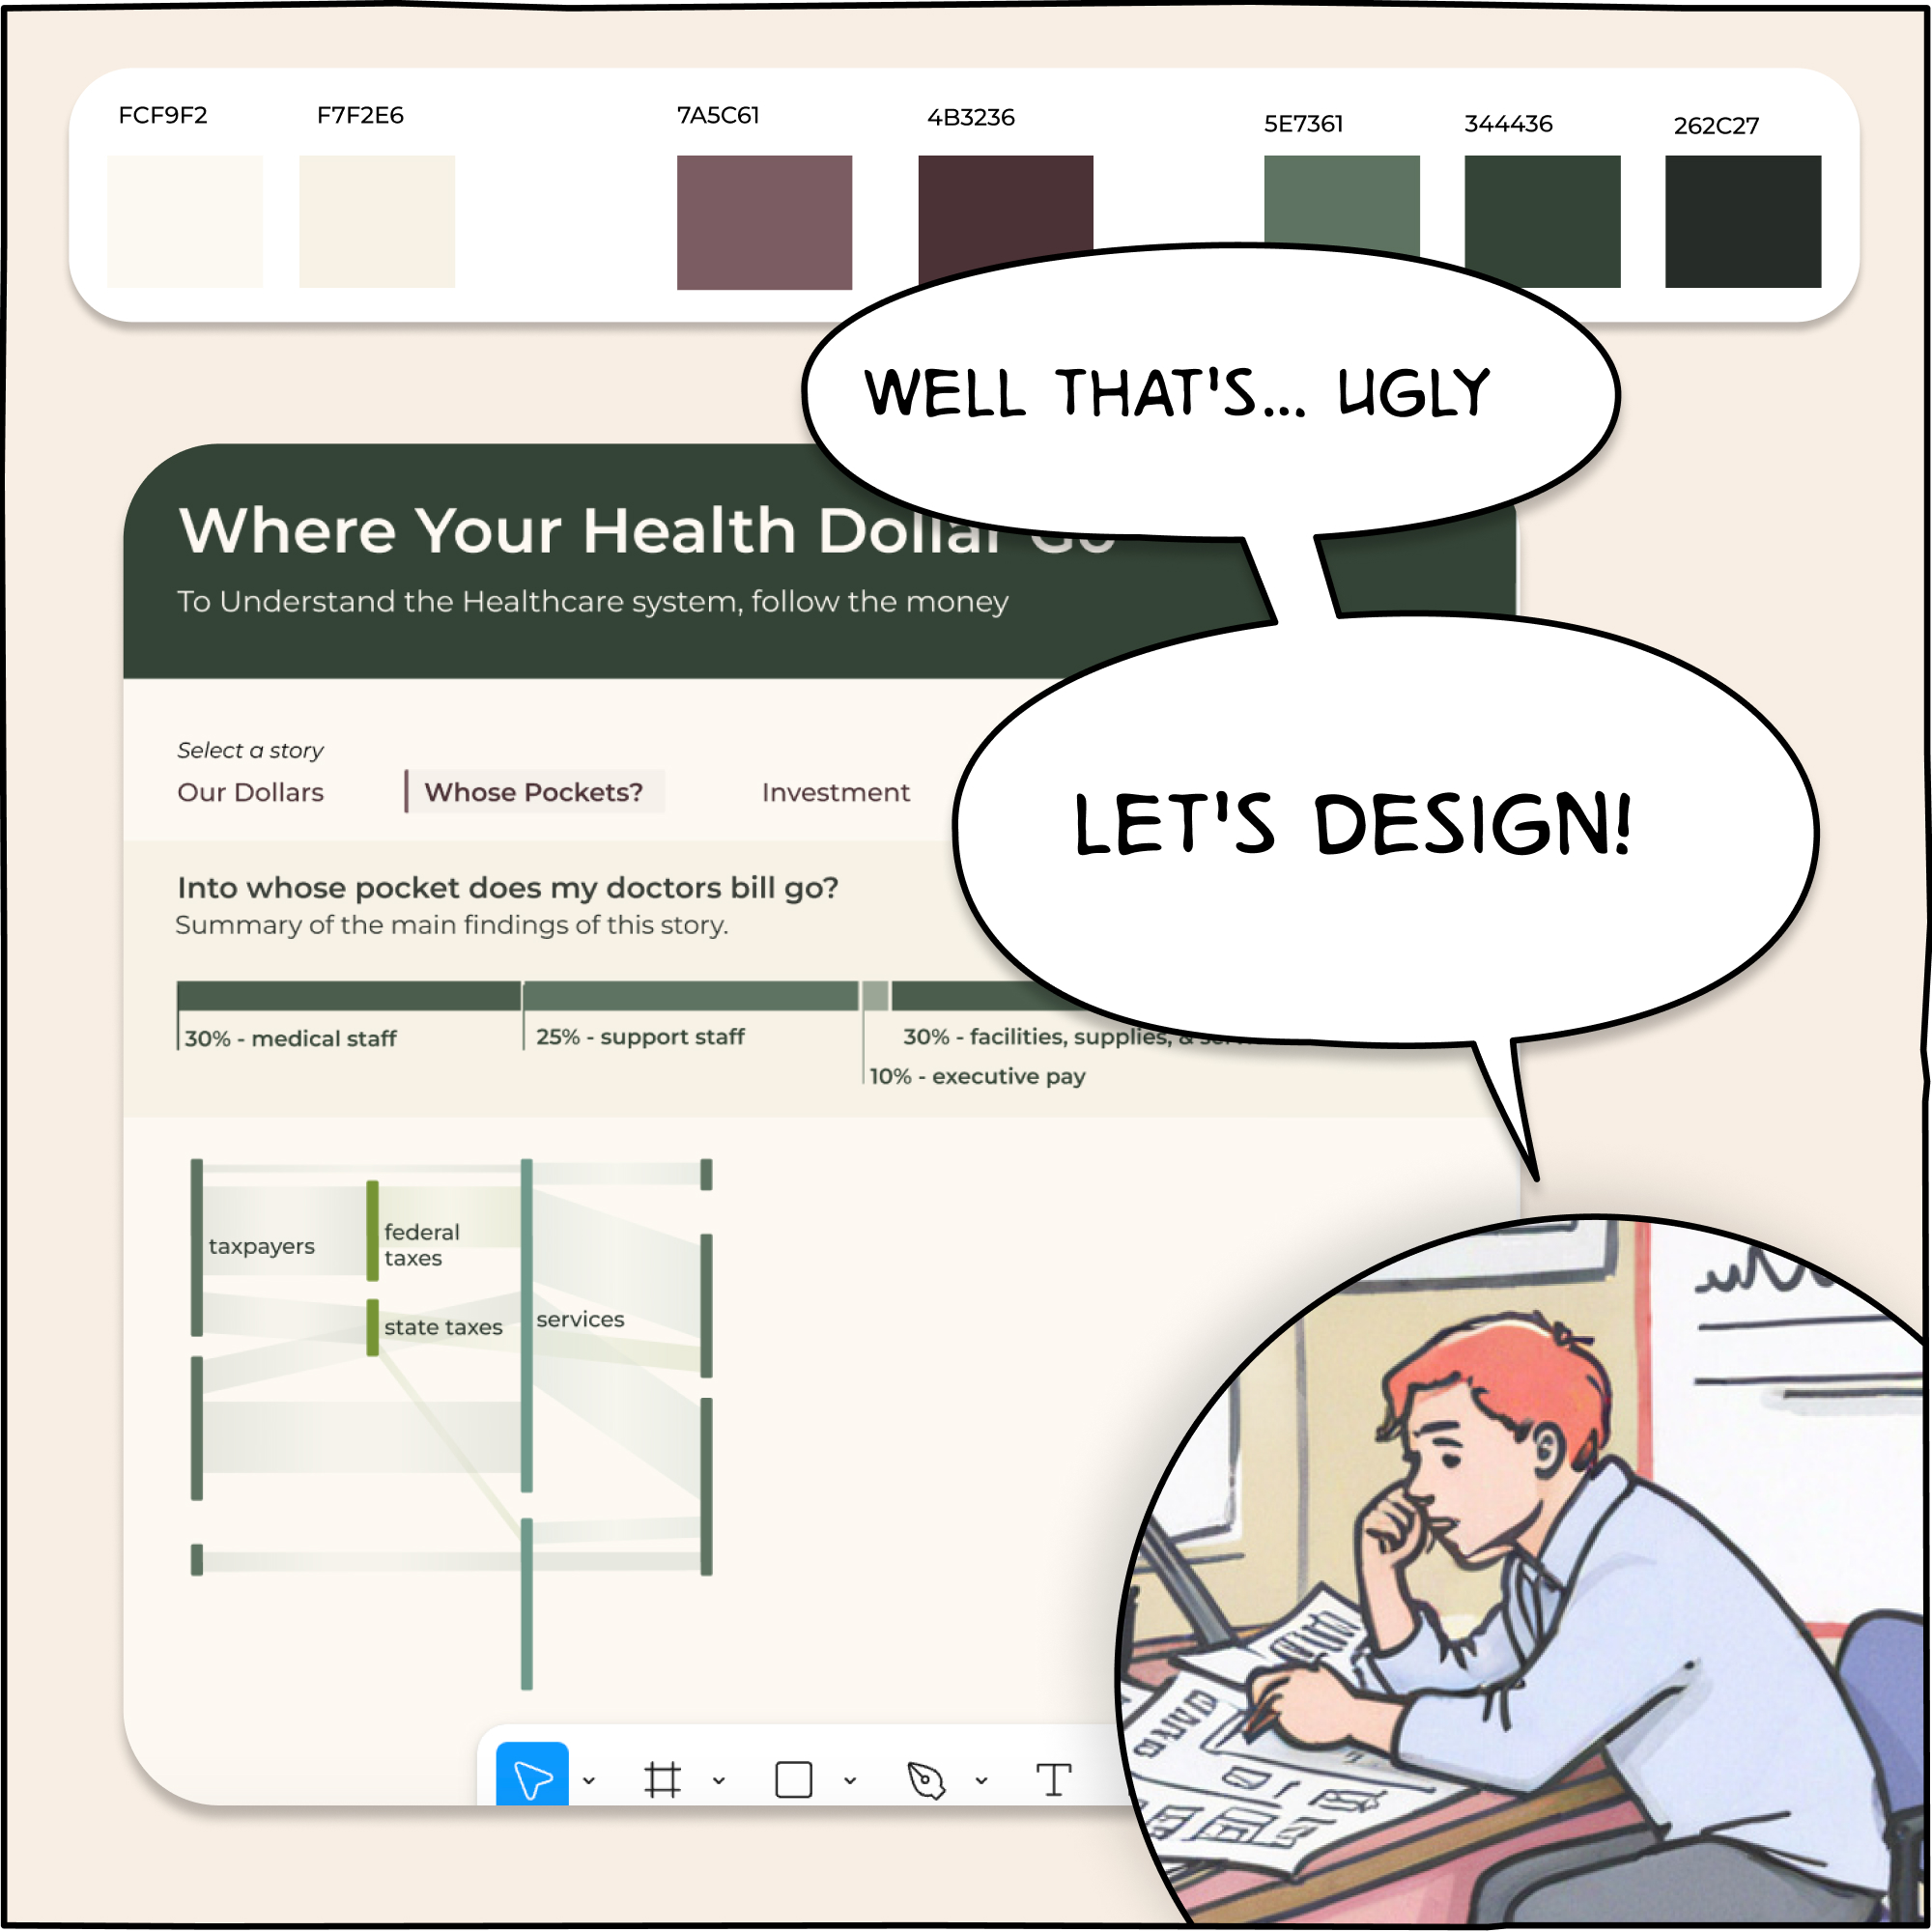 FCF9F2
F7F2E6
7A5C61
4B3236
5E7361
344436
262C27
WELL THAT'S... UGLY
Where Your Health Dollar Go
To Understand the Healthcare system, follow the money
LET'S DESIGN!
Select a story
Our Dollars
Whose Pockets?
Investment
Into whose pocket does my doctors bill go?
Summary of the main findings of this story.
30% - medical staff
25% - support staff
30% - facilities, supplies, &
10% - executive pay
taxpayers
federal
taxes
state taxes
services
T